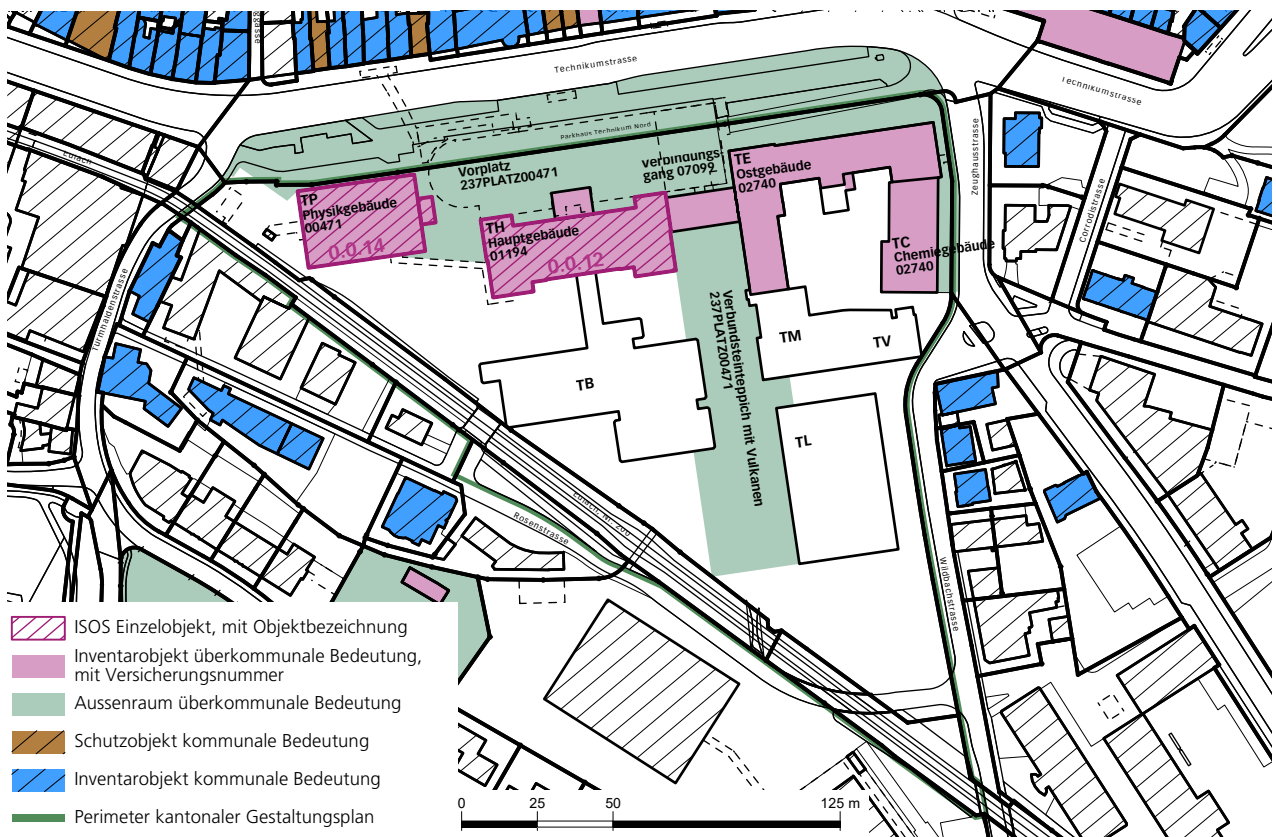 Technikumstrasse
Technikumstrasse
Parkhaus Technikum Nord
Eulach
Vorplatz
237PLATZ00471
Verbindungs-
gang 07099
TE
Ostgebäude
02740
TP
Physikgebäude
00471
0.0.14
TH
Hauptgebäude
01194
0.0.12
TC
Chemiegebäude
02740
Zeughausstrasse
Corrodistrasse
Turmhaldenstrasse
TM
TV
TB
TL
Verbundsteinteppich mit Vulkanen
237PLATZ00471
Rosenstrasse
Wildbachstrasse
ISOS Einzelobjekt, mit Objektbezeichnung
Inventarobjekt überkommunale Bedeutung,
mit Versicherungsnummer
Aussenraum überkommunale Bedeutung
Schutzobjekt kommunale Bedeutung
Inventarobjekt kommunale Bedeutung
Perimeter kantonaler Gestaltungsplan
0 25 50 125 m